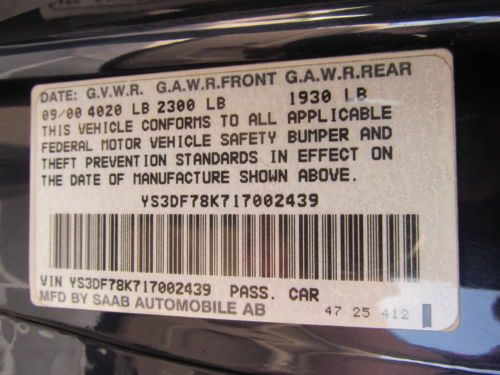 DATE: G.V.W.R. G.A.W.R.FRONT G.A.W.R.REAR
09/00 4020 LB 2300 LB 1930 LB
THIS VEHICLE CONFORMS TO ALL APPLICABLE
FEDERAL MOTOR VEHICLE SAFETY BUMPER AND
THEFT PREVENTION STANDARDS IN EFFECT ON
THE DATE OF MANUFACTURE SHOWN ABOVE.
YS3DF78K717002439
VIN YS3DF78K717002439 PASS. CAR
MFD BY SAAB AUTOMOBILE AB
47 25 412